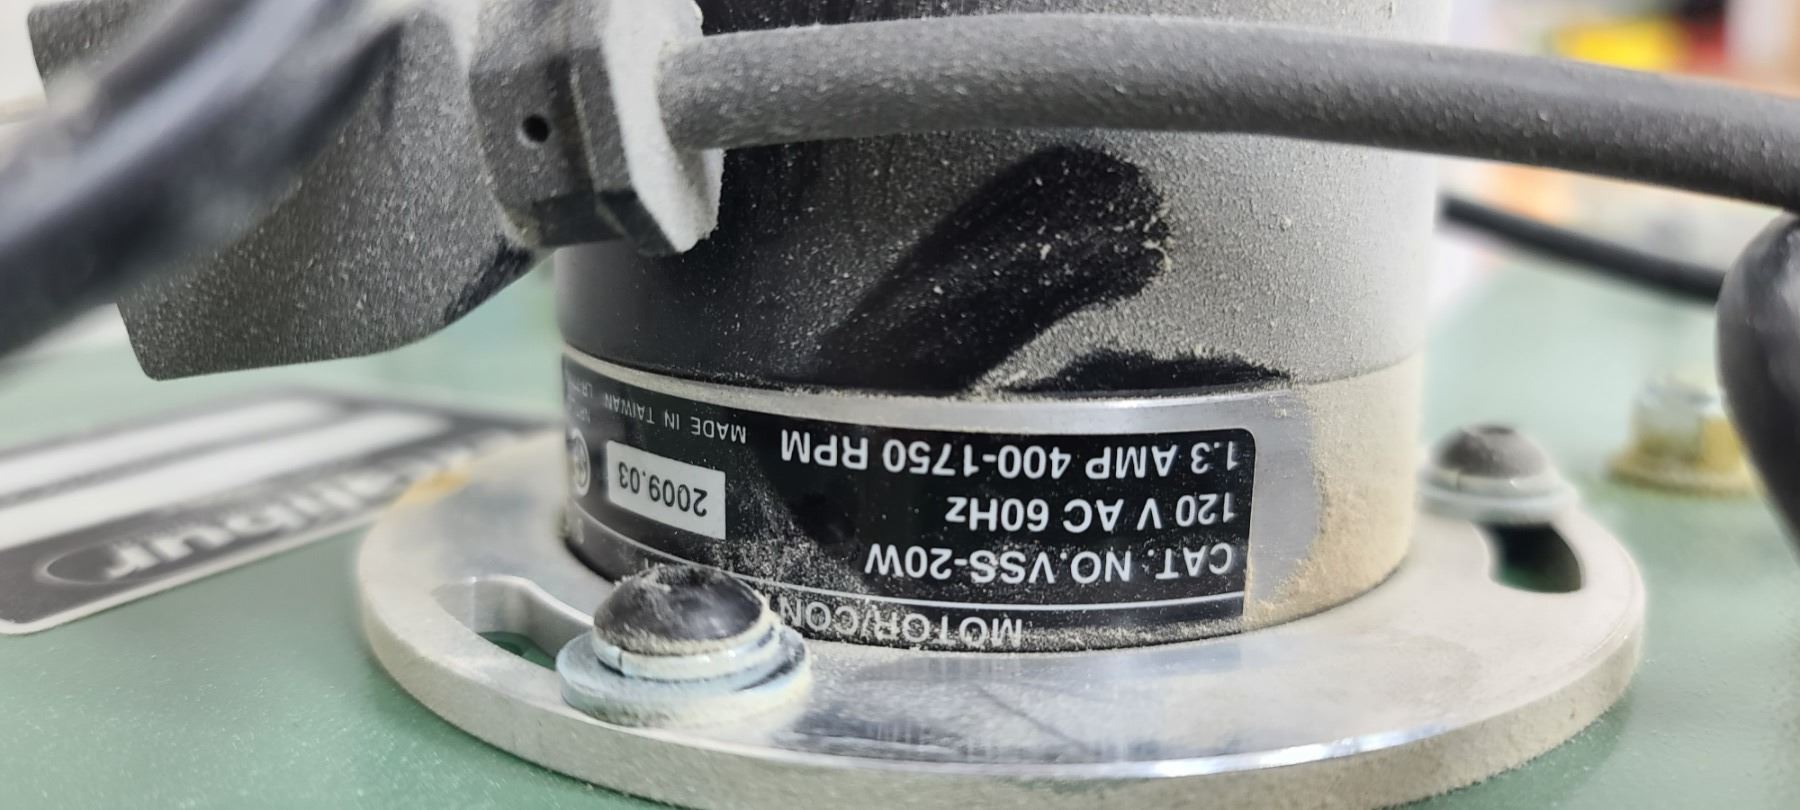 MOTOR/CON
CAT. NO.VSS-20W
120 V AC 60Hz
1.3 AMP 400-1750 RPM
2009.03
MADE IN TAIWAN